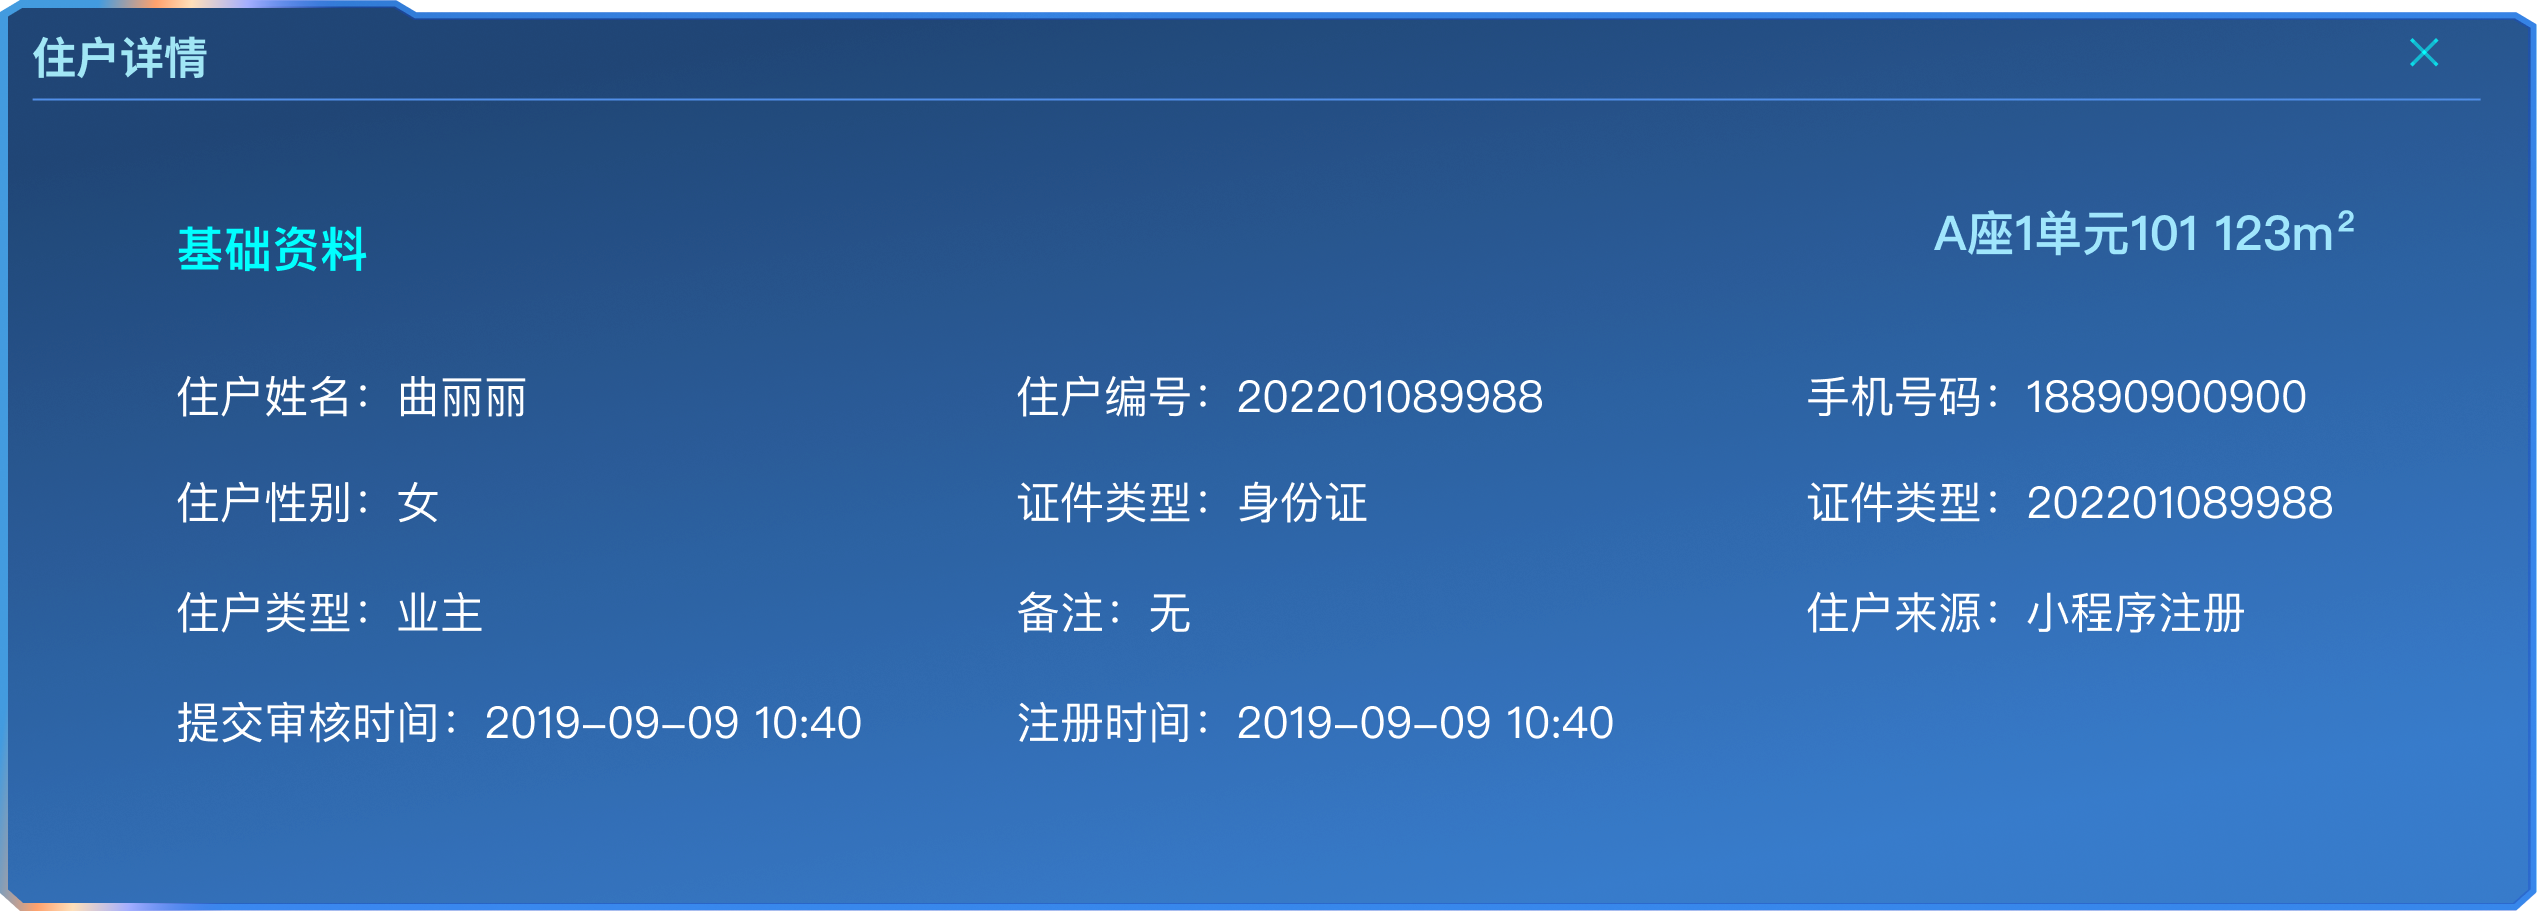 住户详情
基础资料
A座1单元101 123m²
住户姓名：曲丽丽 住户编号：202201089988 手机号码：18890900900
住户性别：女 证件类型：身份证 证件类型：202201089988
住户类型：业主 备注：无 住户来源：小程序注册
提交审核时间：2019-09-09 10:40 注册时间：2019-09-09 10:40